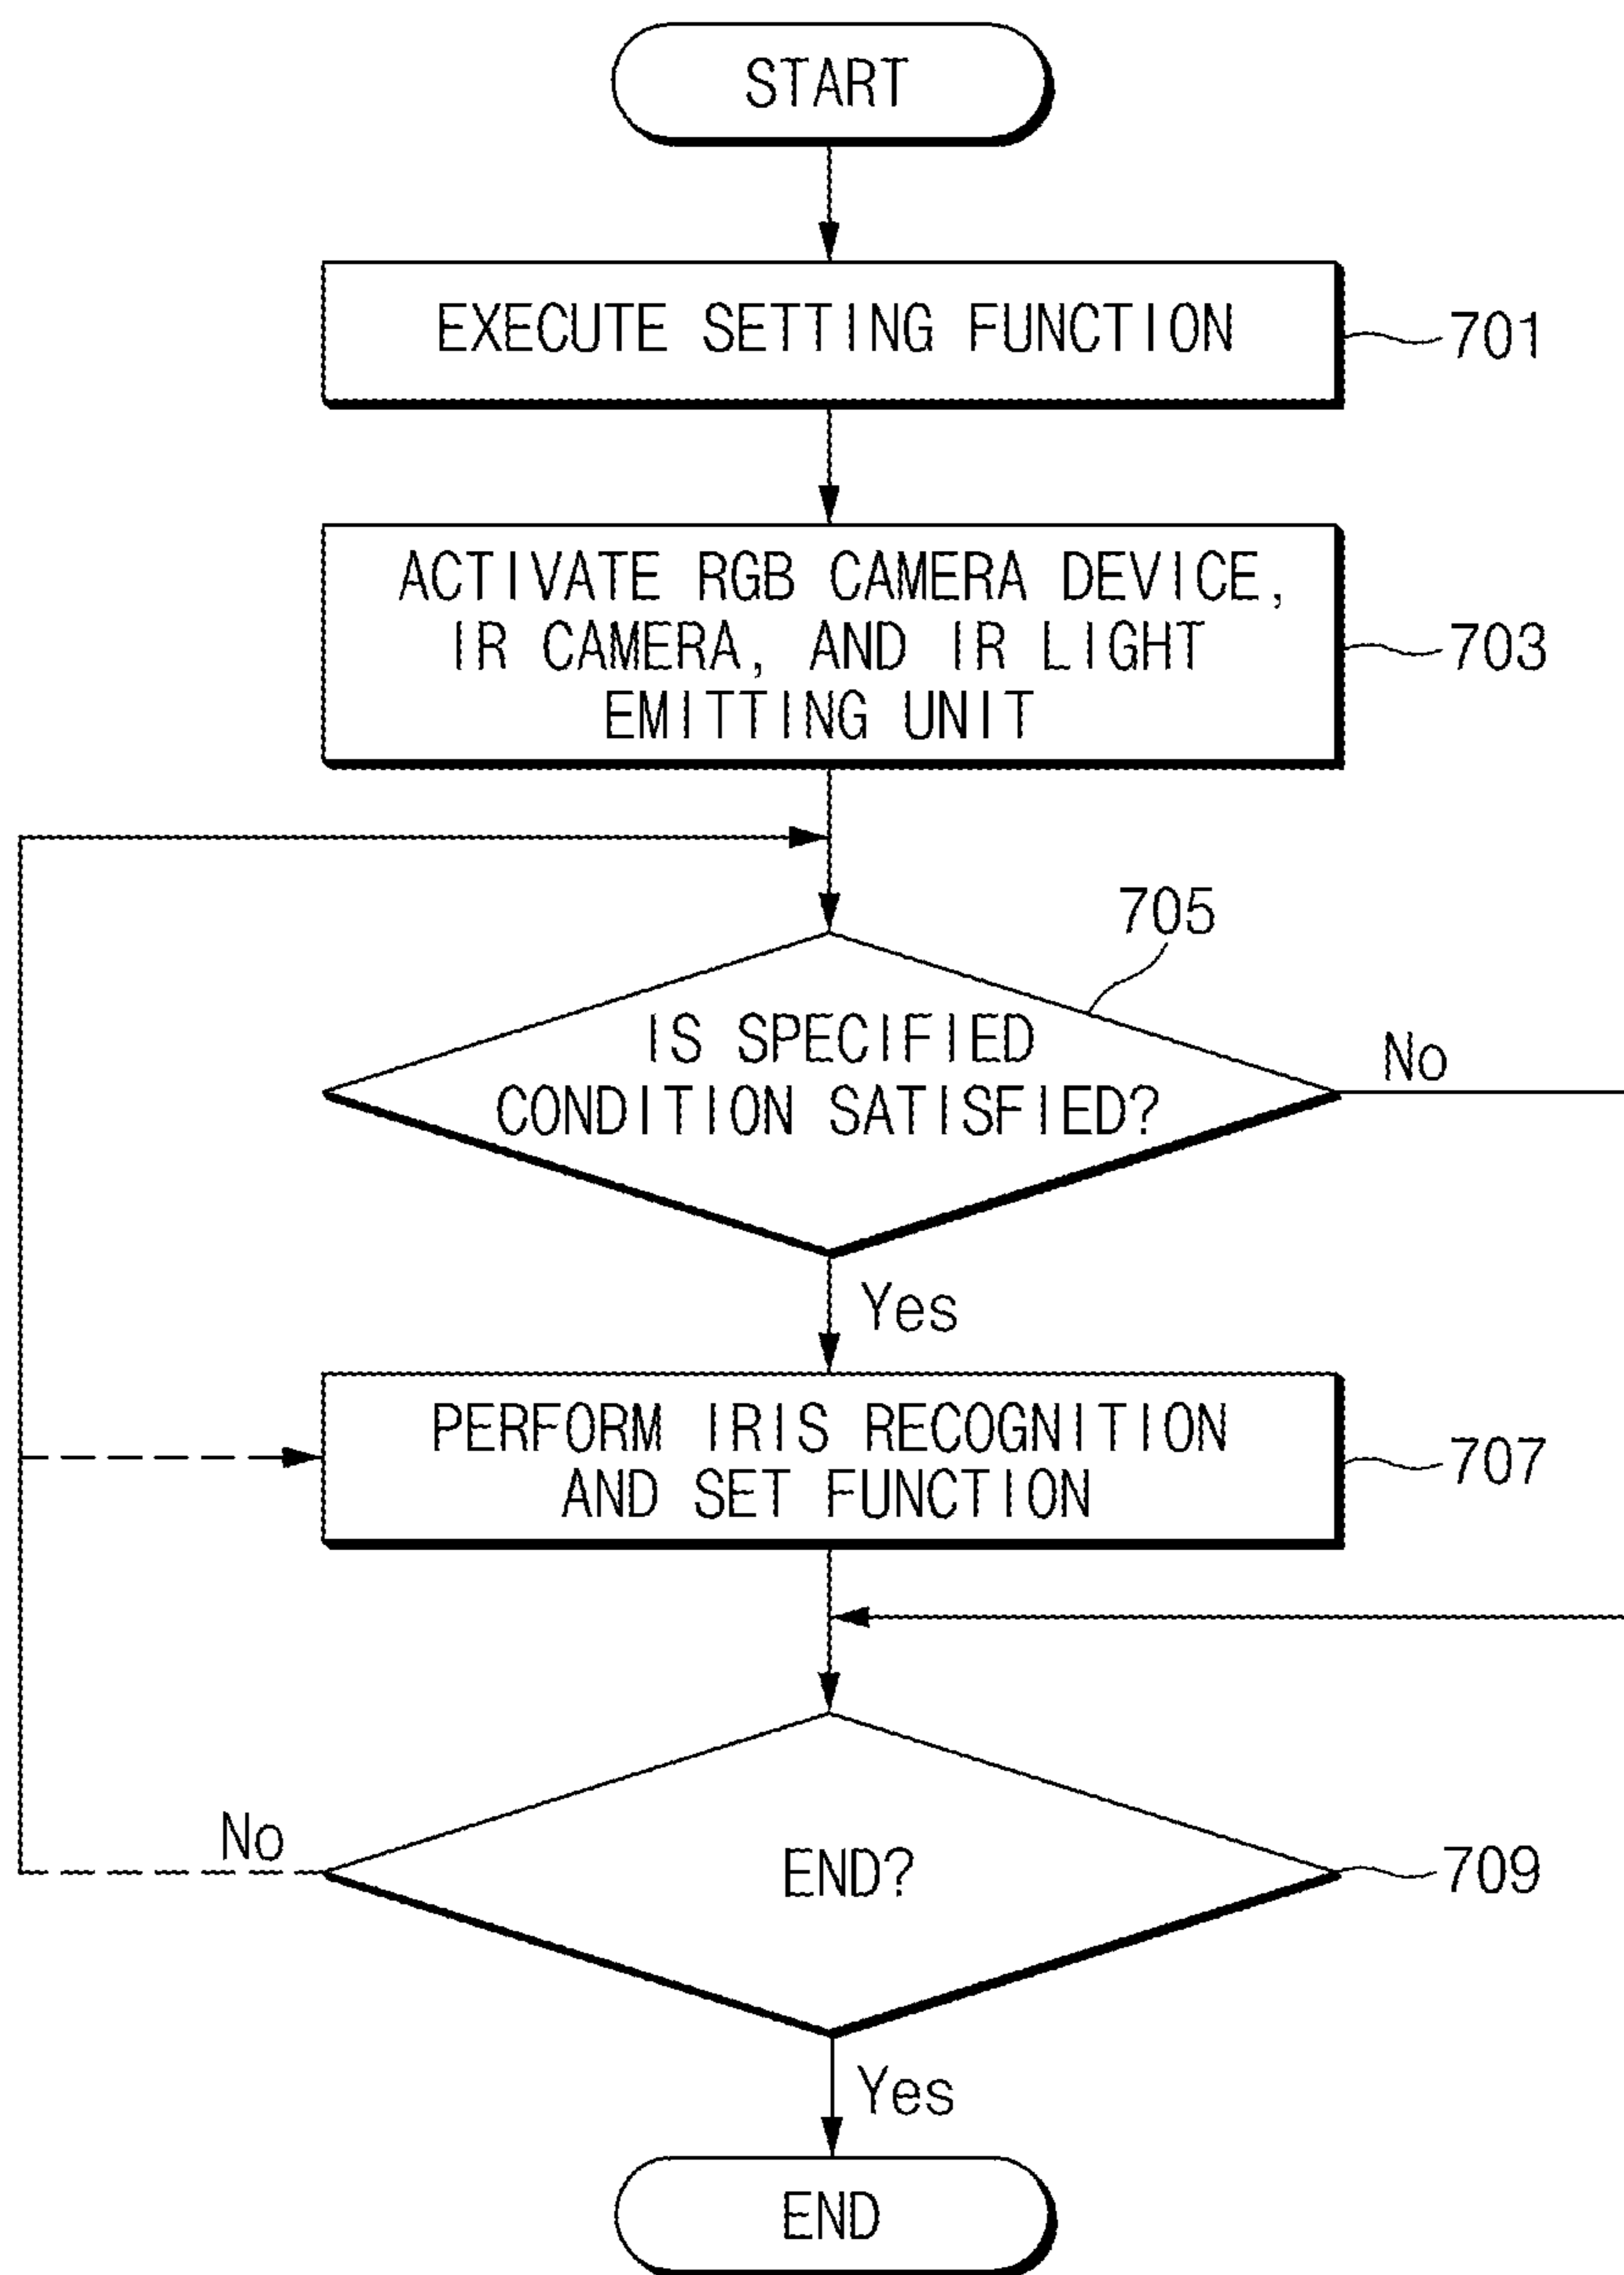 START
EXECUTE SETTING FUNCTION
701
ACTIVATE RGB CAMERA DEVICE,
IR CAMERA, AND IR LIGHT
EMITTING UNIT
703
705
IS SPECIFIED
CONDITION SATISFIED?
No
Yes
PERFORM IRIS RECOGNITION
AND SET FUNCTION
707
No
END?
709
Yes
END